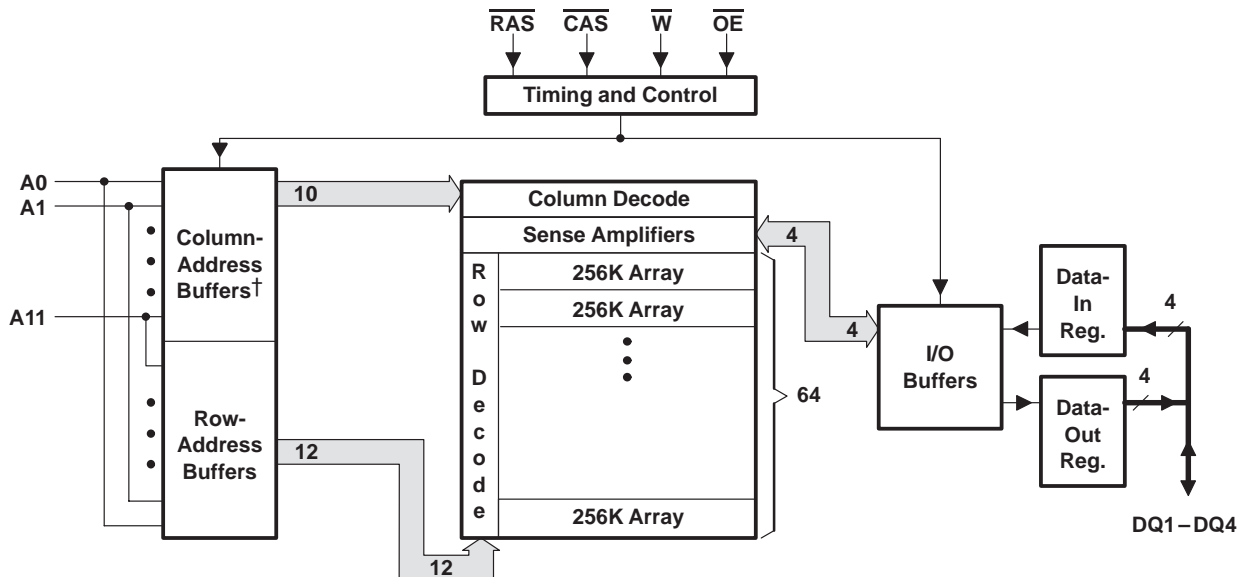 RAS CAS W OE
Timing and Control
A0
A1
A11
Column-
Address
Buffers†
Row-
Address
Buffers
10
12
12
Column Decode
Sense Amplifiers
Row Decode
256K Array
256K Array
256K Array
64
4
4
I/O
Buffers
Data-
In
Reg.
4
Data-
Out
Reg.
4
DQ1–DQ4